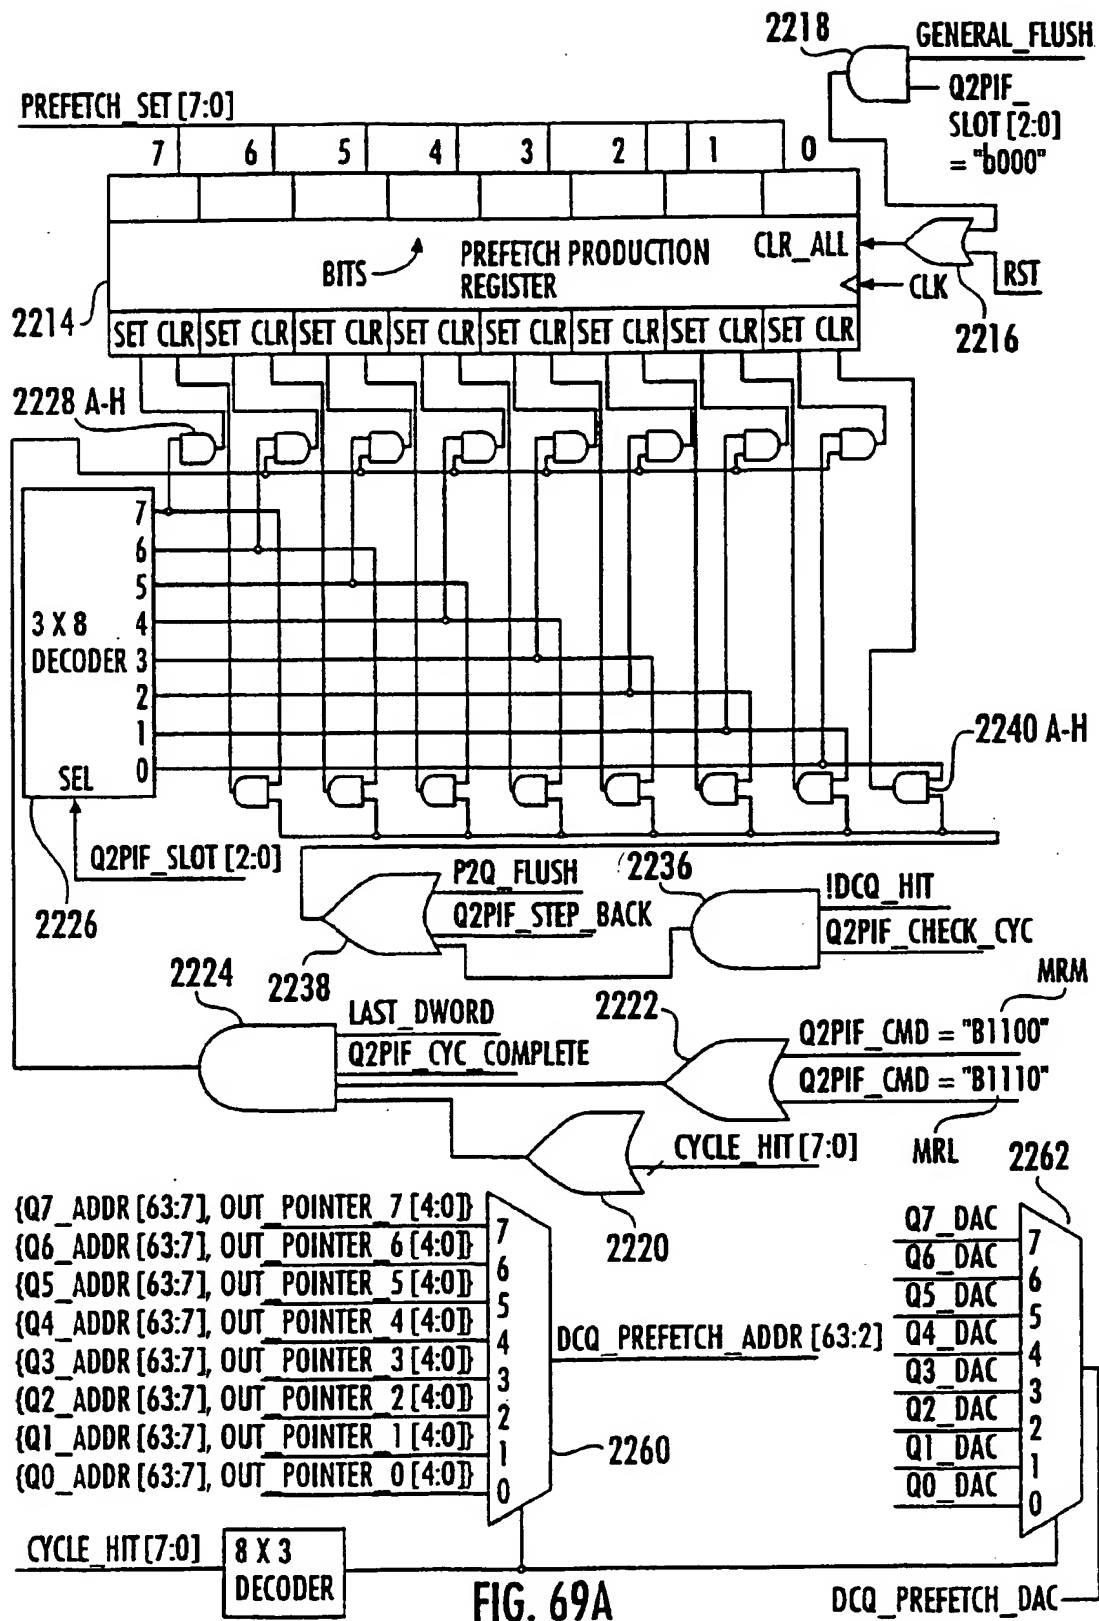 2218
GENERAL_FLUSH
Q2PIF_
SLOT [2:0]
= "b000"
PREFETCH_SET [7:0]
7 6 5 4 3 2 1 0
BITS
PREFETCH PRODUCTION
REGISTER
CLR_ALL
CLK
RST
2214
2216
SET CLR SET CLR SET CLR SET CLR SET CLR SET CLR SET CLR SET CLR
2228 A-H
7
6
5
4
3
2
1
0
3 X 8
DECODER
SEL
2240 A-H
Q2PIF_SLOT [2:0]
2226
P2Q_FLUSH
Q2PIF_STEP_BACK
2238
2236
!DCQ_HIT
Q2PIF_CHECK_CYC
2224
LAST_DWORD
Q2PIF_CYC_COMPLETE
2222
MRM
Q2PIF_CMD = "B1100"
Q2PIF_CMD = "B1110"
MRL
CYCLE_HIT [7:0]
2220
2262
{Q7_ADDR [63:7], OUT_POINTER_7 [4:0]} 7
{Q6_ADDR [63:7], OUT_POINTER_6 [4:0]} 6
{Q5_ADDR [63:7], OUT_POINTER_5 [4:0]} 5
{Q4_ADDR [63:7], OUT_POINTER_4 [4:0]} 4
{Q3_ADDR [63:7], OUT_POINTER_3 [4:0]} 3
{Q2_ADDR [63:7], OUT_POINTER_2 [4:0]} 2
{Q1_ADDR [63:7], OUT_POINTER_1 [4:0]} 1
{Q0_ADDR [63:7], OUT_POINTER_0 [4:0]} 0
DCQ_PREFETCH_ADDR [63:2]
2260
Q7_DAC 7
Q6_DAC 6
Q5_DAC 5
Q4_DAC 4
Q3_DAC 3
Q2_DAC 2
Q1_DAC 1
Q0_DAC 0
CYCLE_HIT [7:0]
8 X 3
DECODER
DCQ_PREFETCH_DAC
FIG. 69A